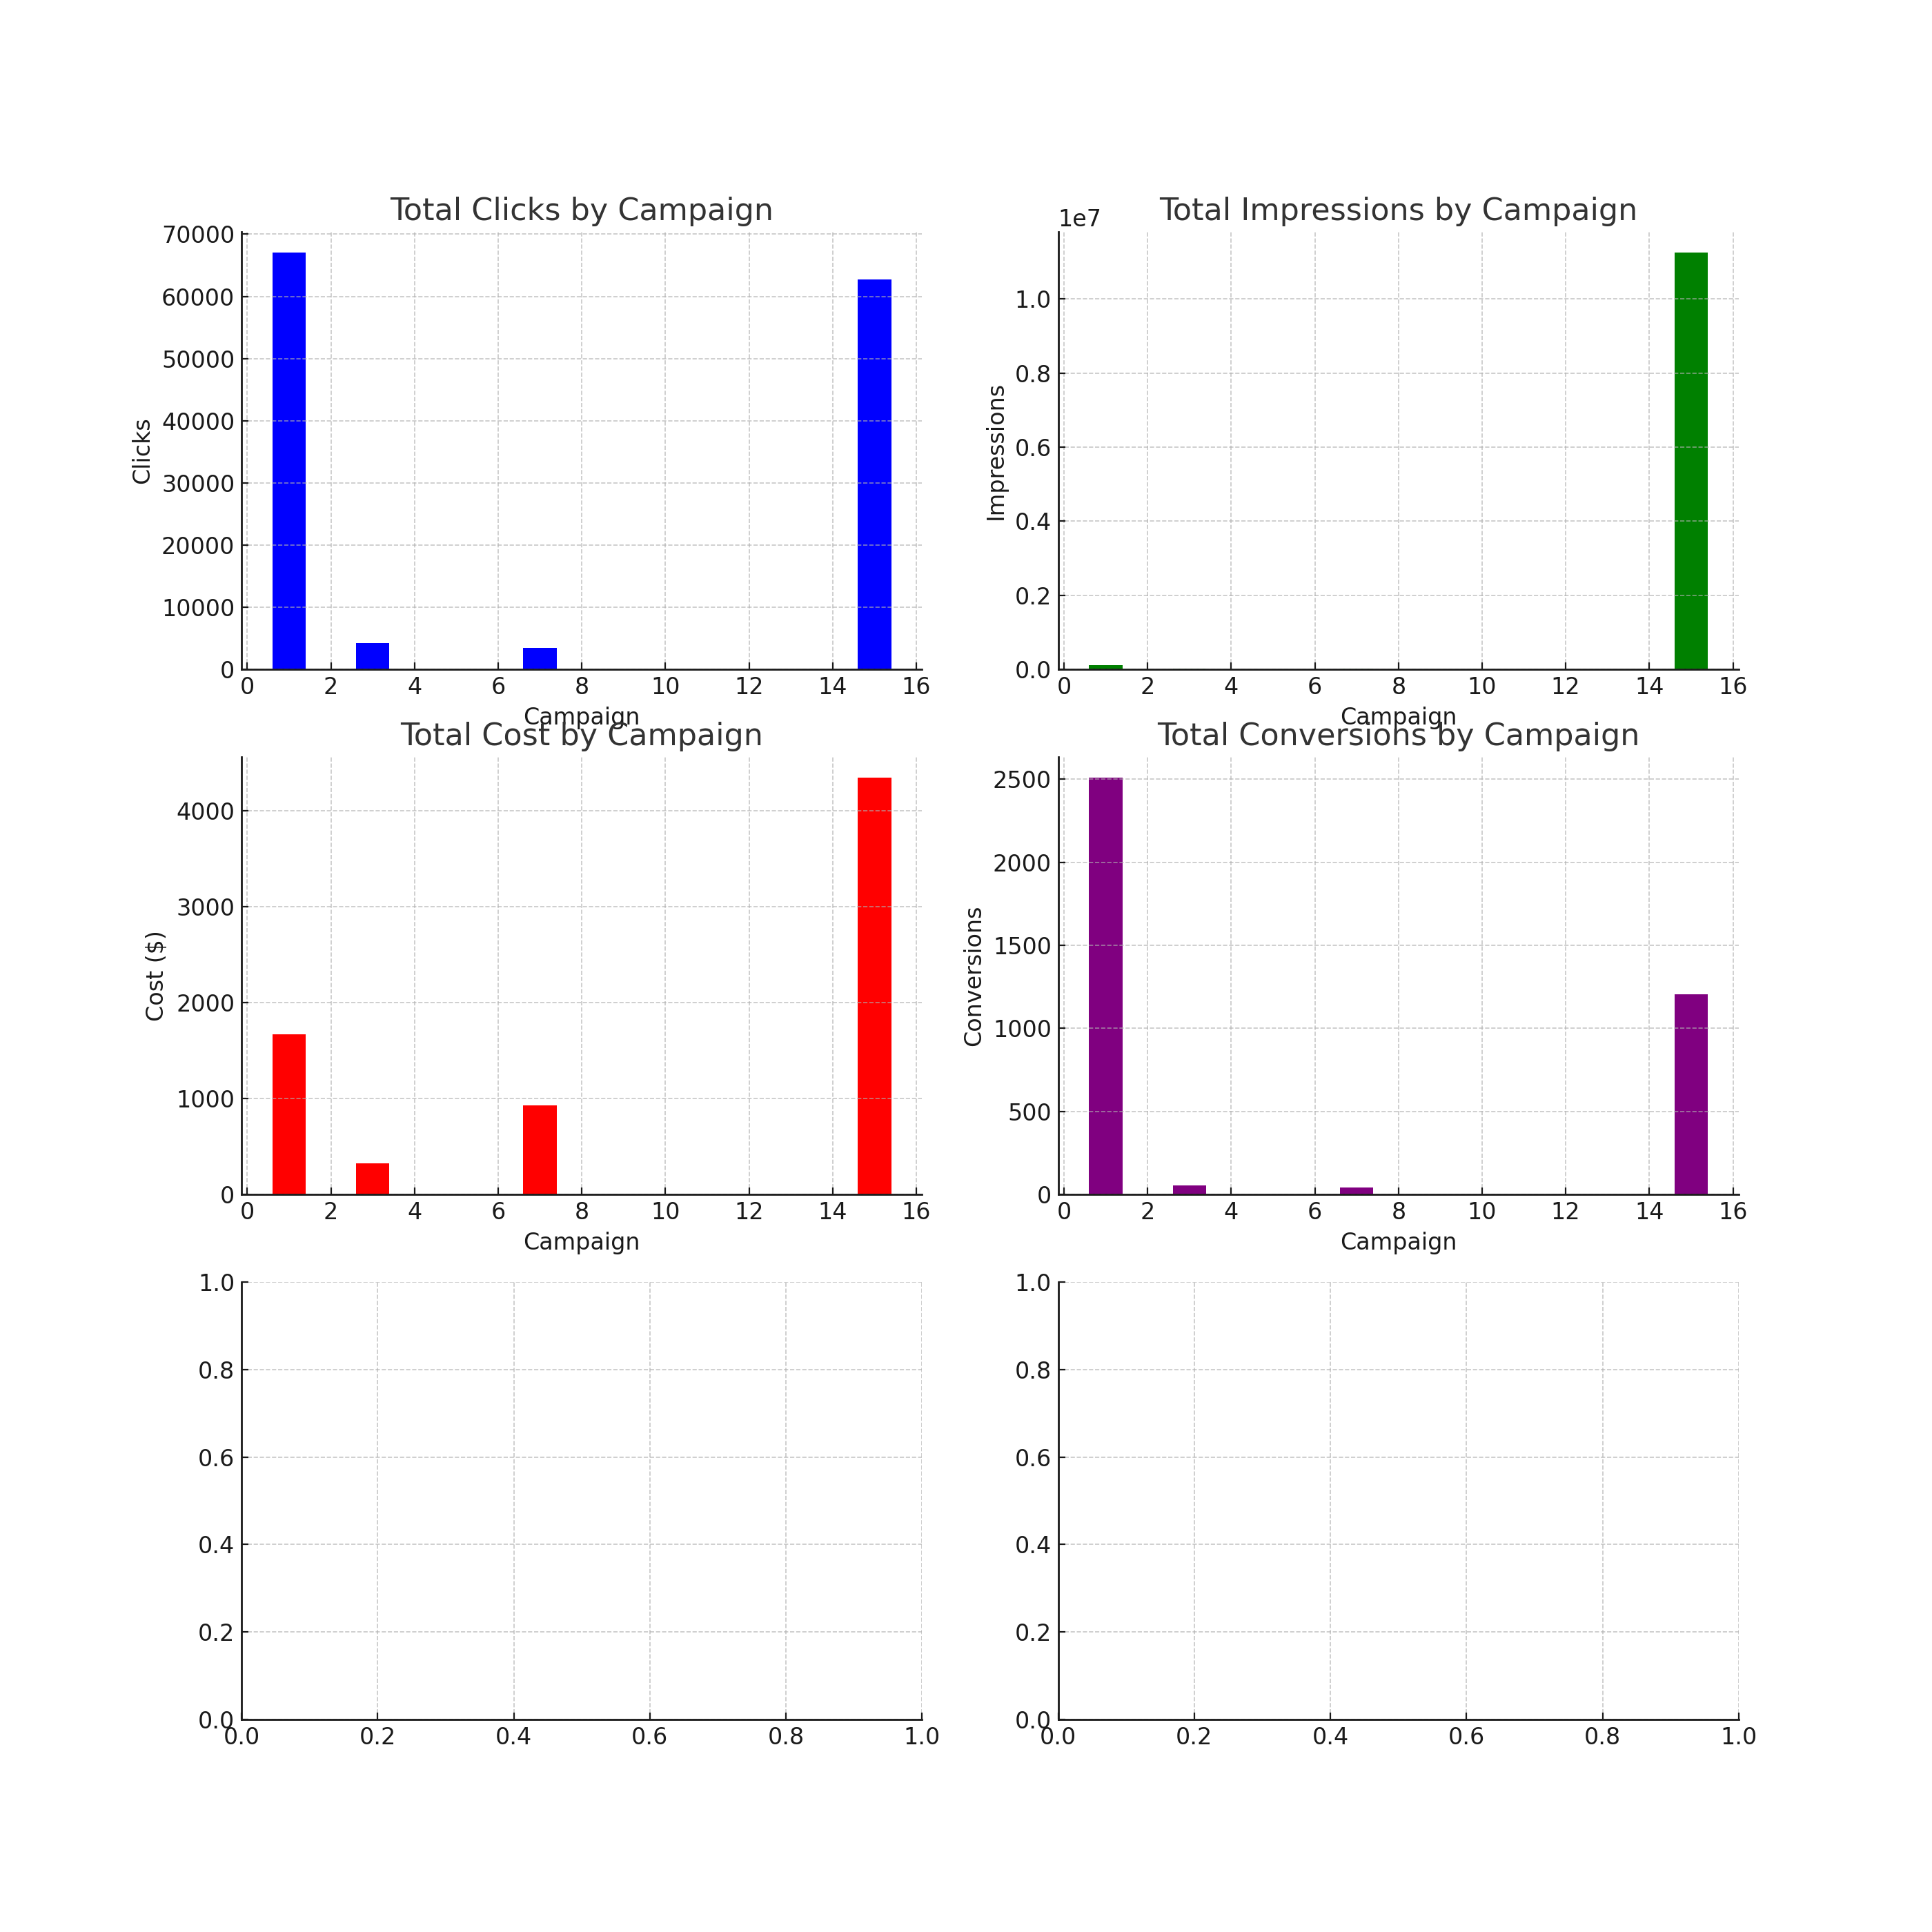 Total Clicks by Campaign
70000
60000
50000
40000
30000
20000
10000
0
Clicks
0 2 4 6 8 10 12 14 16
Campaign
Total Impressions by Campaign
1e7
1.0
0.8
0.6
0.4
0.2
0.0
Impressions
0 2 4 6 8 10 12 14 16
Campaign
Total Cost by Campaign
4000
3000
2000
1000
0
Cost ($)
0 2 4 6 8 10 12 14 16
Campaign
Total Conversions by Campaign
2500
2000
1500
1000
500
0
Conversions
0 2 4 6 8 10 12 14 16
Campaign
1.0
0.8
0.6
0.4
0.2
0.0
0.0 0.2 0.4 0.6 0.8 1.0
1.0
0.8
0.6
0.4
0.2
0.0
0.0 0.2 0.4 0.6 0.8 1.0